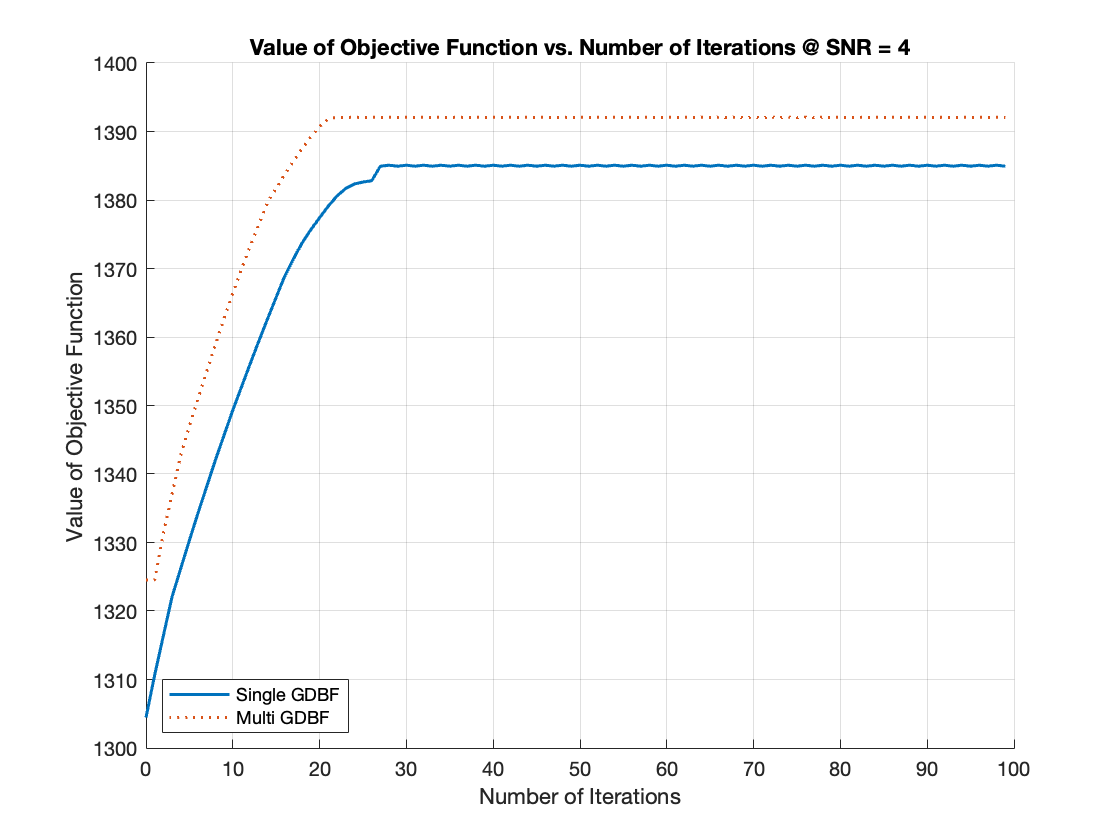 Value of Objective Function vs. Number of Iterations @ SNR = 4
1400
1390
1380
1370
1360
1350
1340
1330
1320
1310
1300
Value of Objective Function
Single GDBF
Multi GDBF
0 10 20 30 40 50 60 70 80 90 100
Number of Iterations